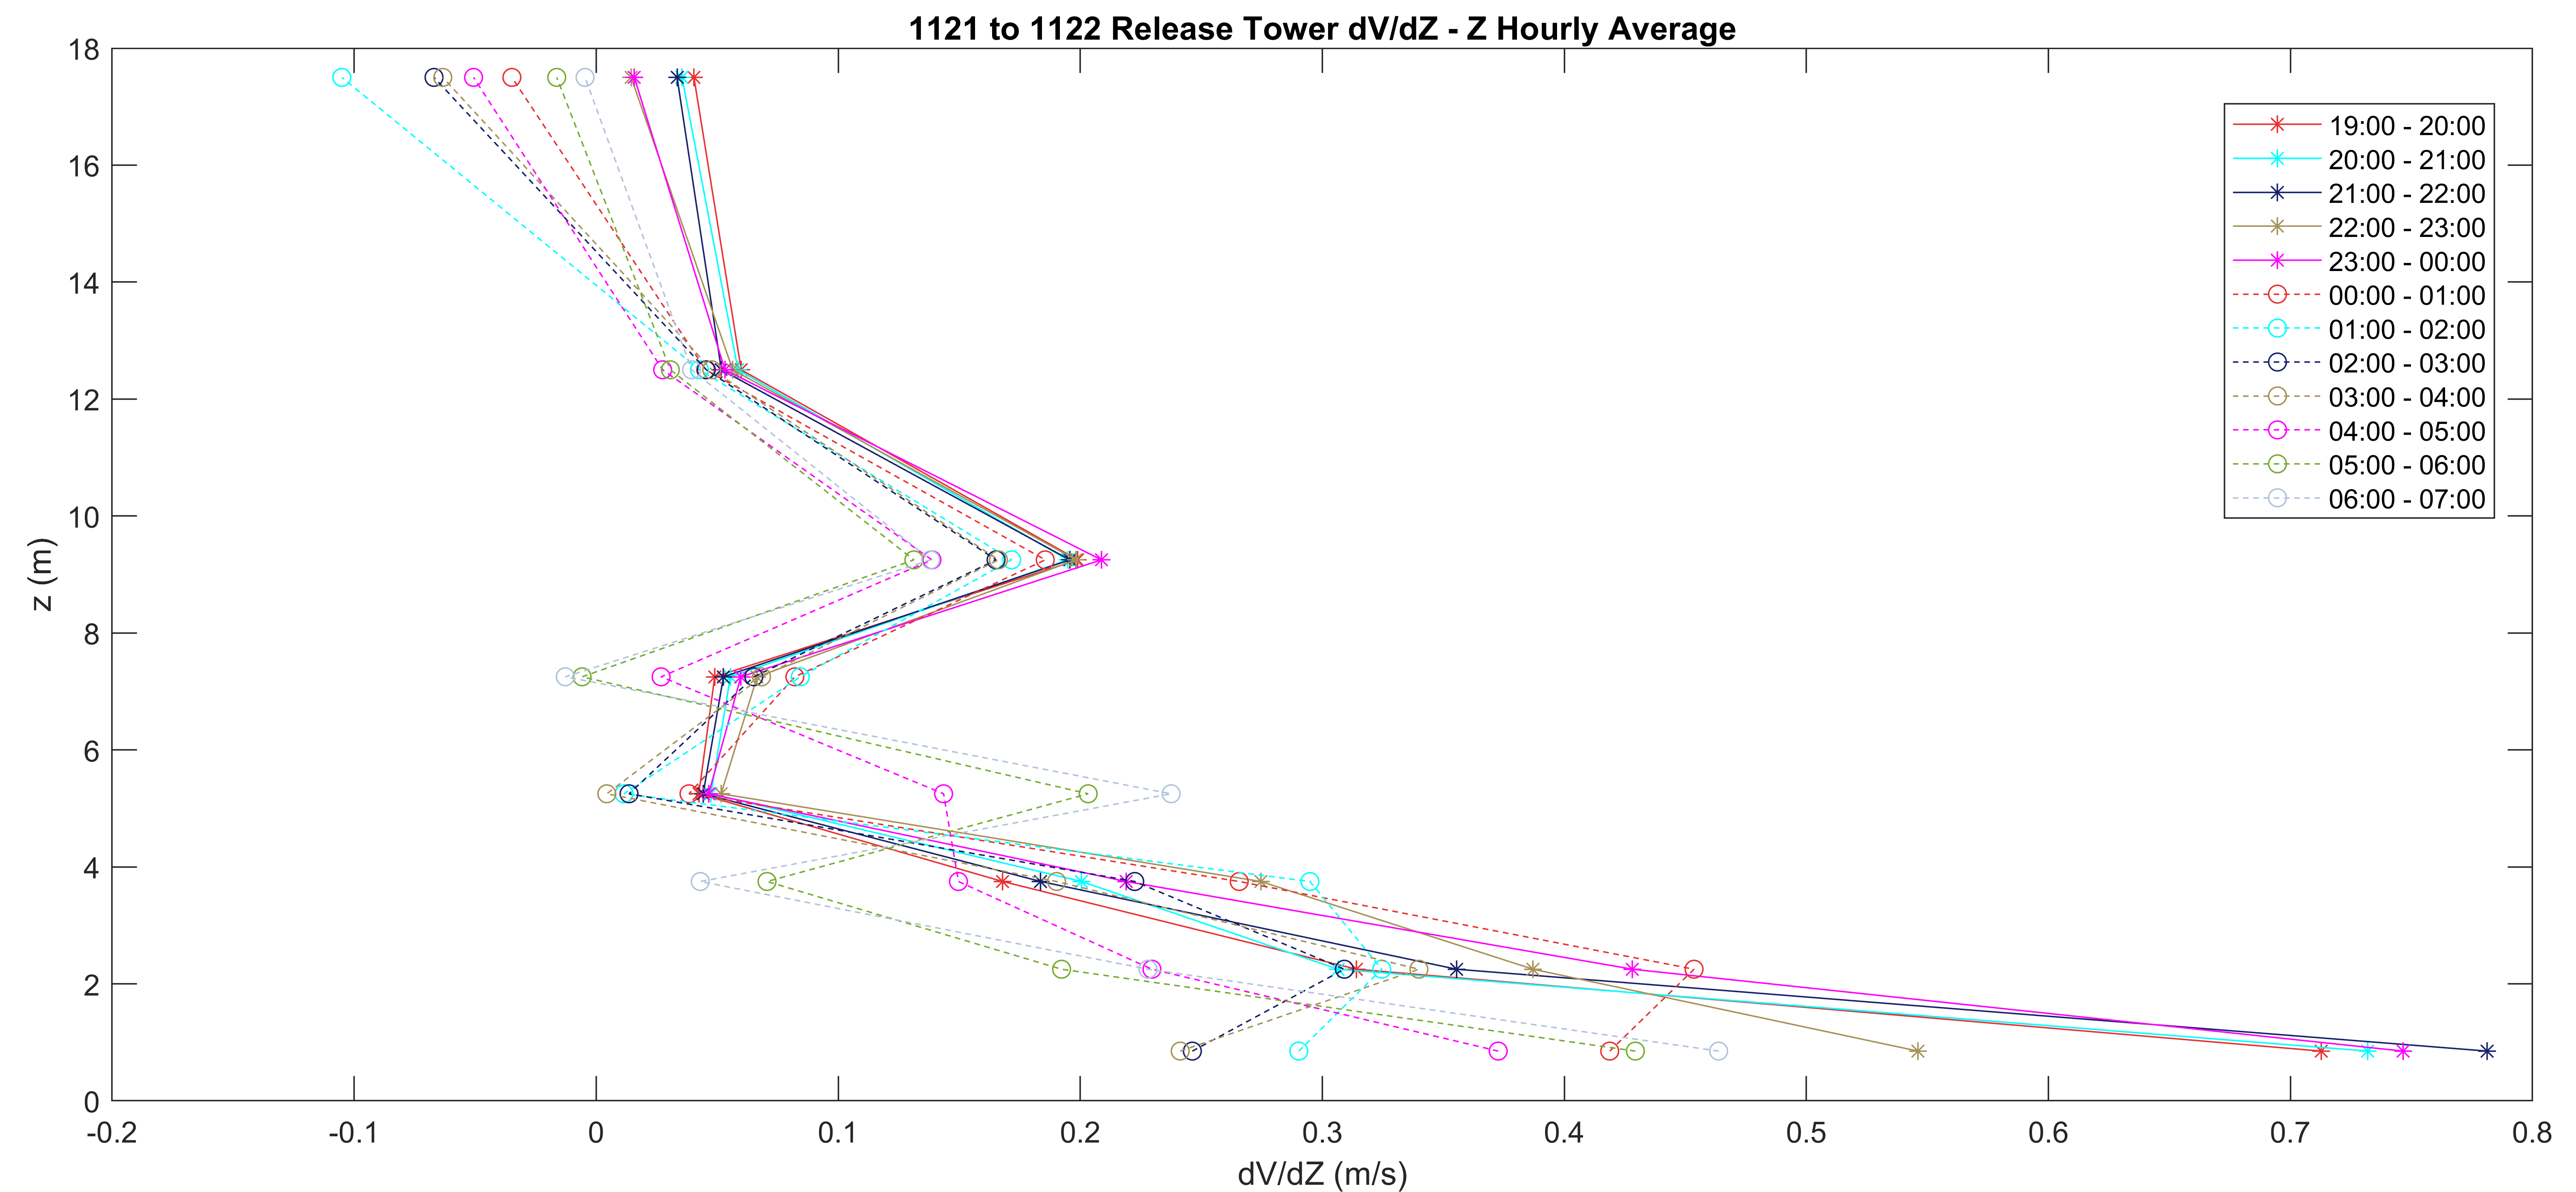 1121 to 1122 Release Tower dV/dZ - Z Hourly Average
18
16
14
12
10
8
6
4
2
0
z (m)
19:00 - 20:00
20:00 - 21:00
21:00 - 22:00
22:00 - 23:00
23:00 - 00:00
00:00 - 01:00
01:00 - 02:00
02:00 - 03:00
03:00 - 04:00
04:00 - 05:00
05:00 - 06:00
06:00 - 07:00
-0.2 -0.1 0 0.1 0.2 0.3 0.4 0.5 0.6 0.7 0.8
dV/dZ (m/s)